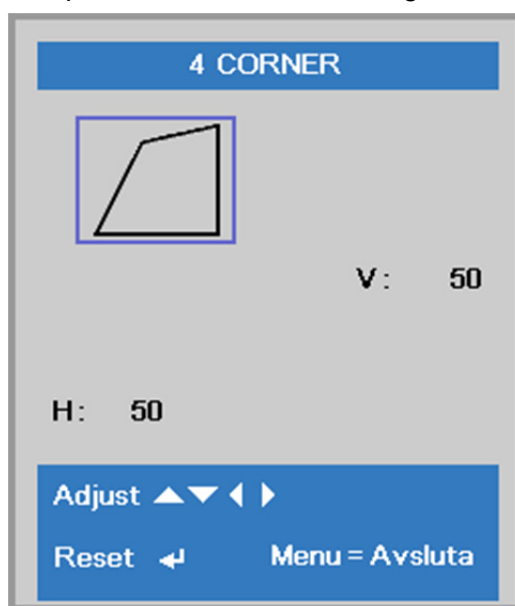 4 CORNER
V: 50
H: 50
Adjust ▲▼◀▶
Reset ↵ Menu = Avsluta